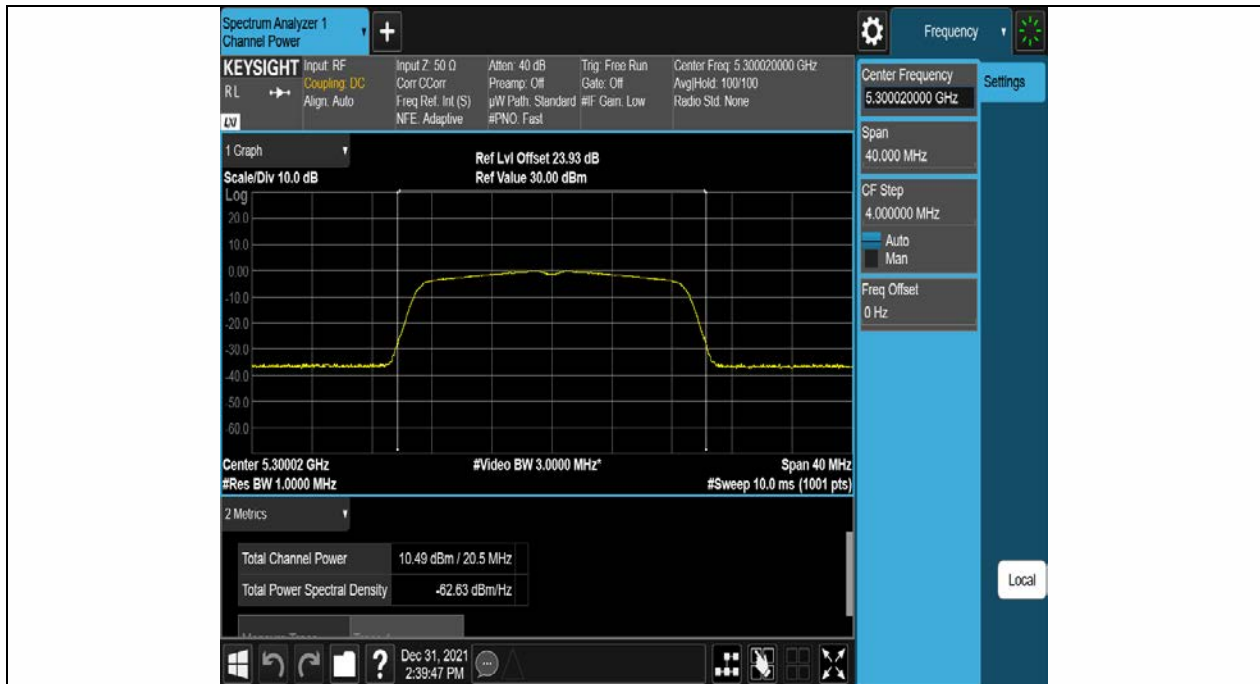 Spectrum Analyzer 1
Channel Power
+
Frequency
KEYSIGHT
RL
LXI
Input: RF
Coupling: DC
Align: Auto
Input Z: 50 Ω
Corr CCorr
Freq Ref: Int (S)
NFE: Adaptive
Atten: 40 dB
Preamp: Off
µW Path: Standard
#PNO: Fast
Trig: Free Run
Gate: Off
#IF Gain: Low
Center Freq: 5.300020000 GHz
Avg|Hold: 100/100
Radio Std: None
Center Frequency
5.300020000 GHz
Settings
Span
40.000 MHz
CF Step
4.000000 MHz
Auto
Man
Freq Offset
0 Hz
Local
1 Graph
Scale/Div 10.0 dB
Ref Lvl Offset 23.93 dB
Ref Value 30.00 dBm
Log
20.0
10.0
0.00
-10.0
-20.0
-30.0
-40.0
-50.0
-60.0
Center 5.30002 GHz
#Res BW 1.0000 MHz
#Video BW 3.0000 MHz*
Span 40 MHz
#Sweep 10.0 ms (1001 pts)
2 Metrics
Total Channel Power 10.49 dBm / 20.5 MHz
Total Power Spectral Density -62.63 dBm/Hz
?
Dec 31, 2021
2:39:47 PM